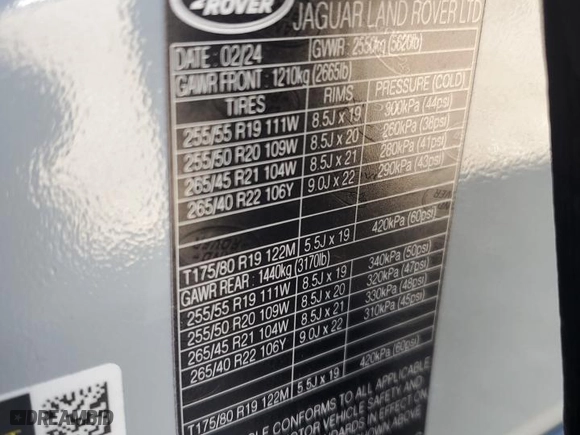 ROVER
JAGUAR LAND ROVER LTD
DATE: 02/24 GVWR: 2550kg (5620lb)
GAWR FRONT: 1210kg (2665lb)
TIRES RIMS PRESSURE (COLD)
255/55 R19 111W 8.5J x 19 300kPa (44psi)
255/50 R20 109W 8.5J x 20 260kPa (38psi)
265/45 R21 104W 8.5J x 21 280kPa (41psi)
265/40 R22 106Y 9.0J x 22 290kPa (43psi)
T175/80 R19 122M 5.5J x 19 420kPa (60psi)
GAWR REAR: 1440kg (3170lb)
255/55 R19 111W 8.5J x 19 340kPa (50psi)
255/50 R20 109W 8.5J x 20 320kPa (47psi)
265/45 R21 104W 8.5J x 21 330kPa (48psi)
265/40 R22 106Y 9.0J x 22 310kPa (45psi)
T175/80 R19 122M 5.5J x 19 420kPa (60psi)
CONFORMS TO ALL APPLICABLE
MOTOR VEHICLE SAFETY AND
STANDARDS IN EFFECT ON
DREAMBID